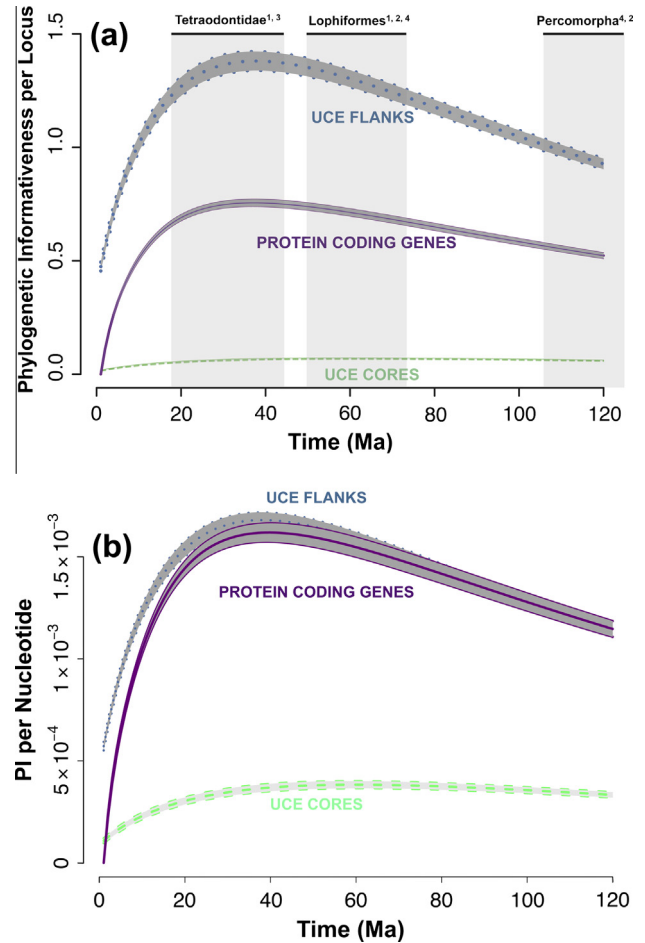 (a)
Tetraodontidae1, 3
Lophiformes1, 2, 4
Percomorpha4, 2
Phylogenetic Informativeness per Locus
1.5
1.0
0.5
0.0
UCE FLANKS
PROTEIN CODING GENES
UCE CORES
0 20 40 60 80 100 120
Time (Ma)
(b)
UCE FLANKS
PROTEIN CODING GENES
UCE CORES
PI per Nucleotide
1.5 × 10−3
1 × 10−3
5 × 10−4
0
0 20 40 60 80 100 120
Time (Ma)